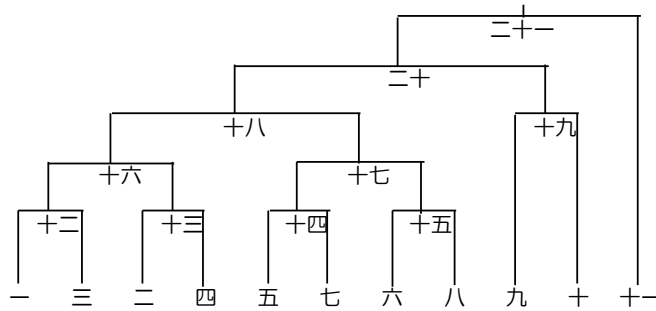 二十一
二十
十八 十九
十六 十七
十二 十三 十四 十五
一 三 二 四 五 七 六 八 九 十 十一